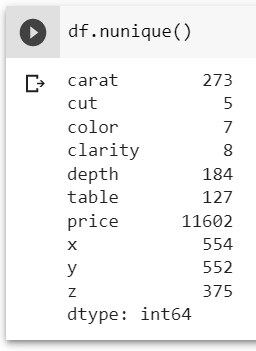 df.nunique()
carat 273
cut 5
color 7
clarity 8
depth 184
table 127
price 11602
x 554
y 552
z 375
dtype: int64